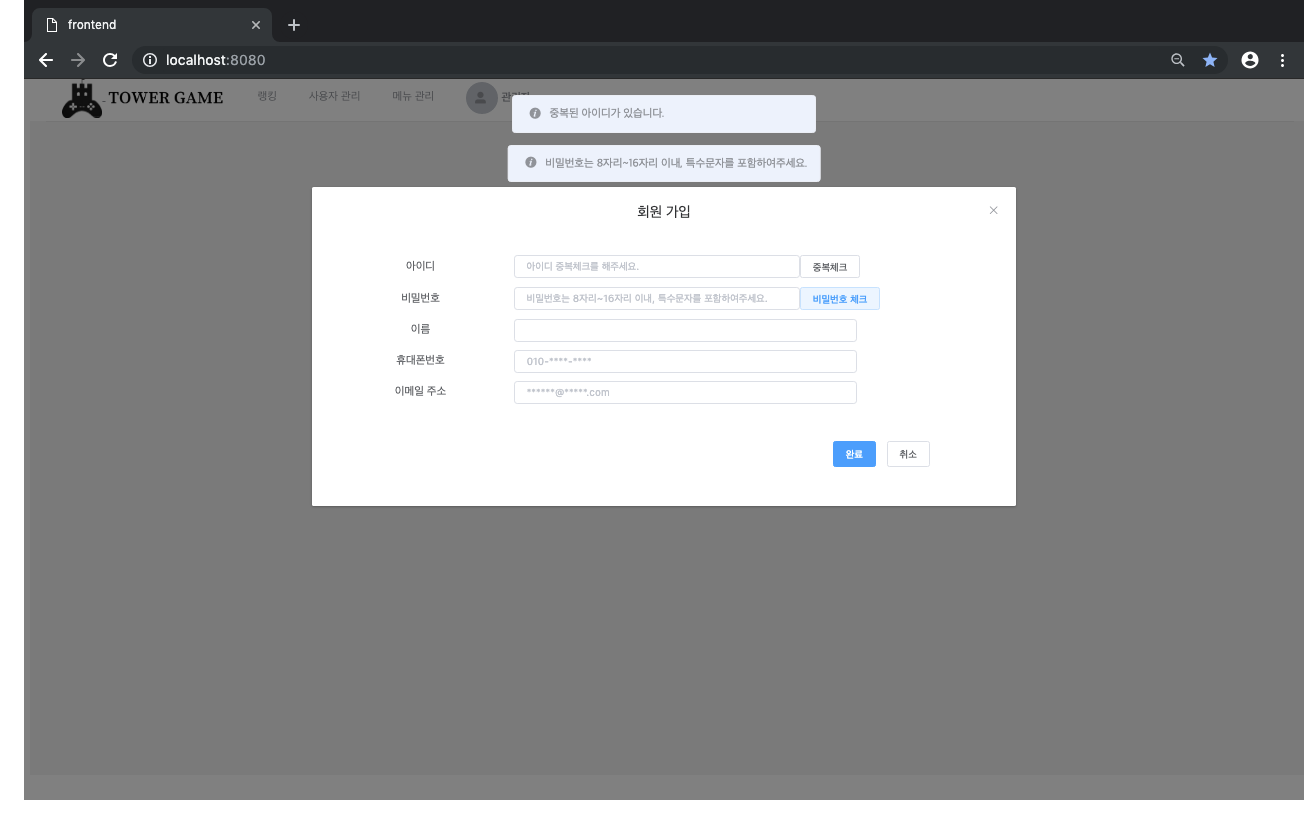 frontend
localhost:8080
TOWER GAME
랭킹
사용자 관리
메뉴 관리
중복된 아이디가 있습니다.
비밀번호는 8자리~16자리 이내, 특수문자를 포함하여주세요.
회원 가입
아이디
아이디 중복체크를 해주세요.
중복체크
비밀번호
비밀번호는 8자리~16자리 이내, 특수문자를 포함하여주세요.
비밀번호 체크
이름
휴대폰번호
010-****-****
이메일 주소
******@*****.com
완료
취소